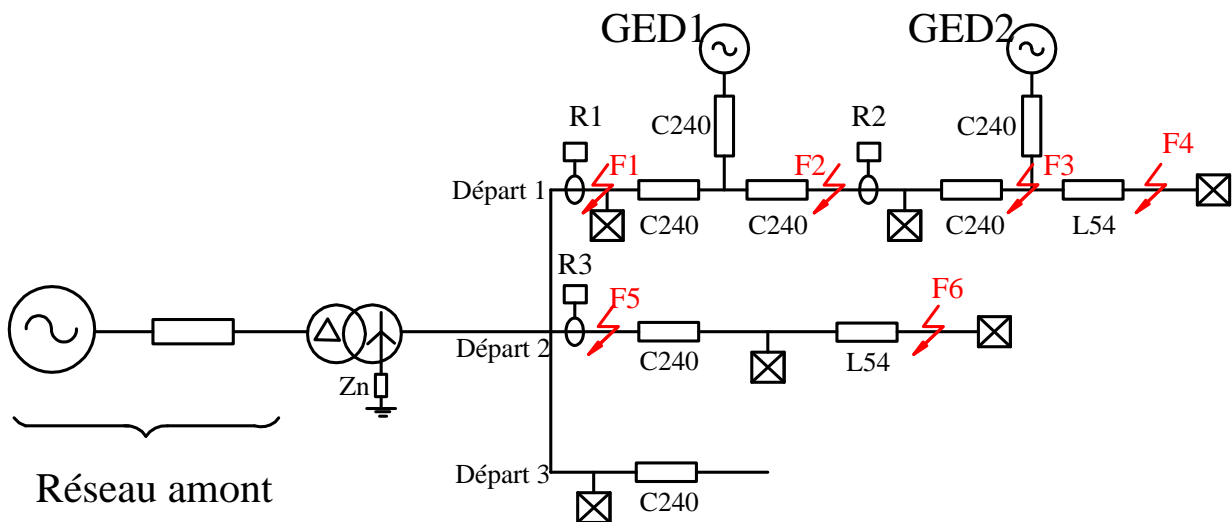 GED1
GED2
R1
C240
R2
C240
F1
F2
F3
F4
Départ 1
C240
C240
C240
L54
R3
F5
F6
Départ 2
C240
L54
Zn
Départ 3
C240
Réseau amont